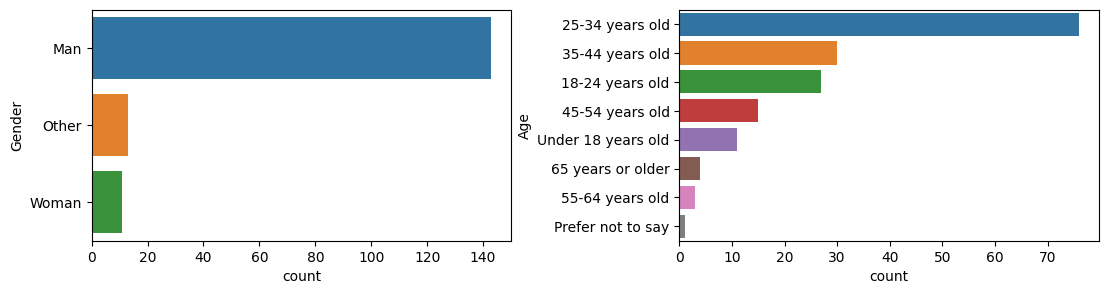 Gender
Man
Other
Woman
0 20 40 60 80 100 120 140
count
Age
25-34 years old
35-44 years old
18-24 years old
45-54 years old
Under 18 years old
65 years or older
55-64 years old
Prefer not to say
0 10 20 30 40 50 60 70
count